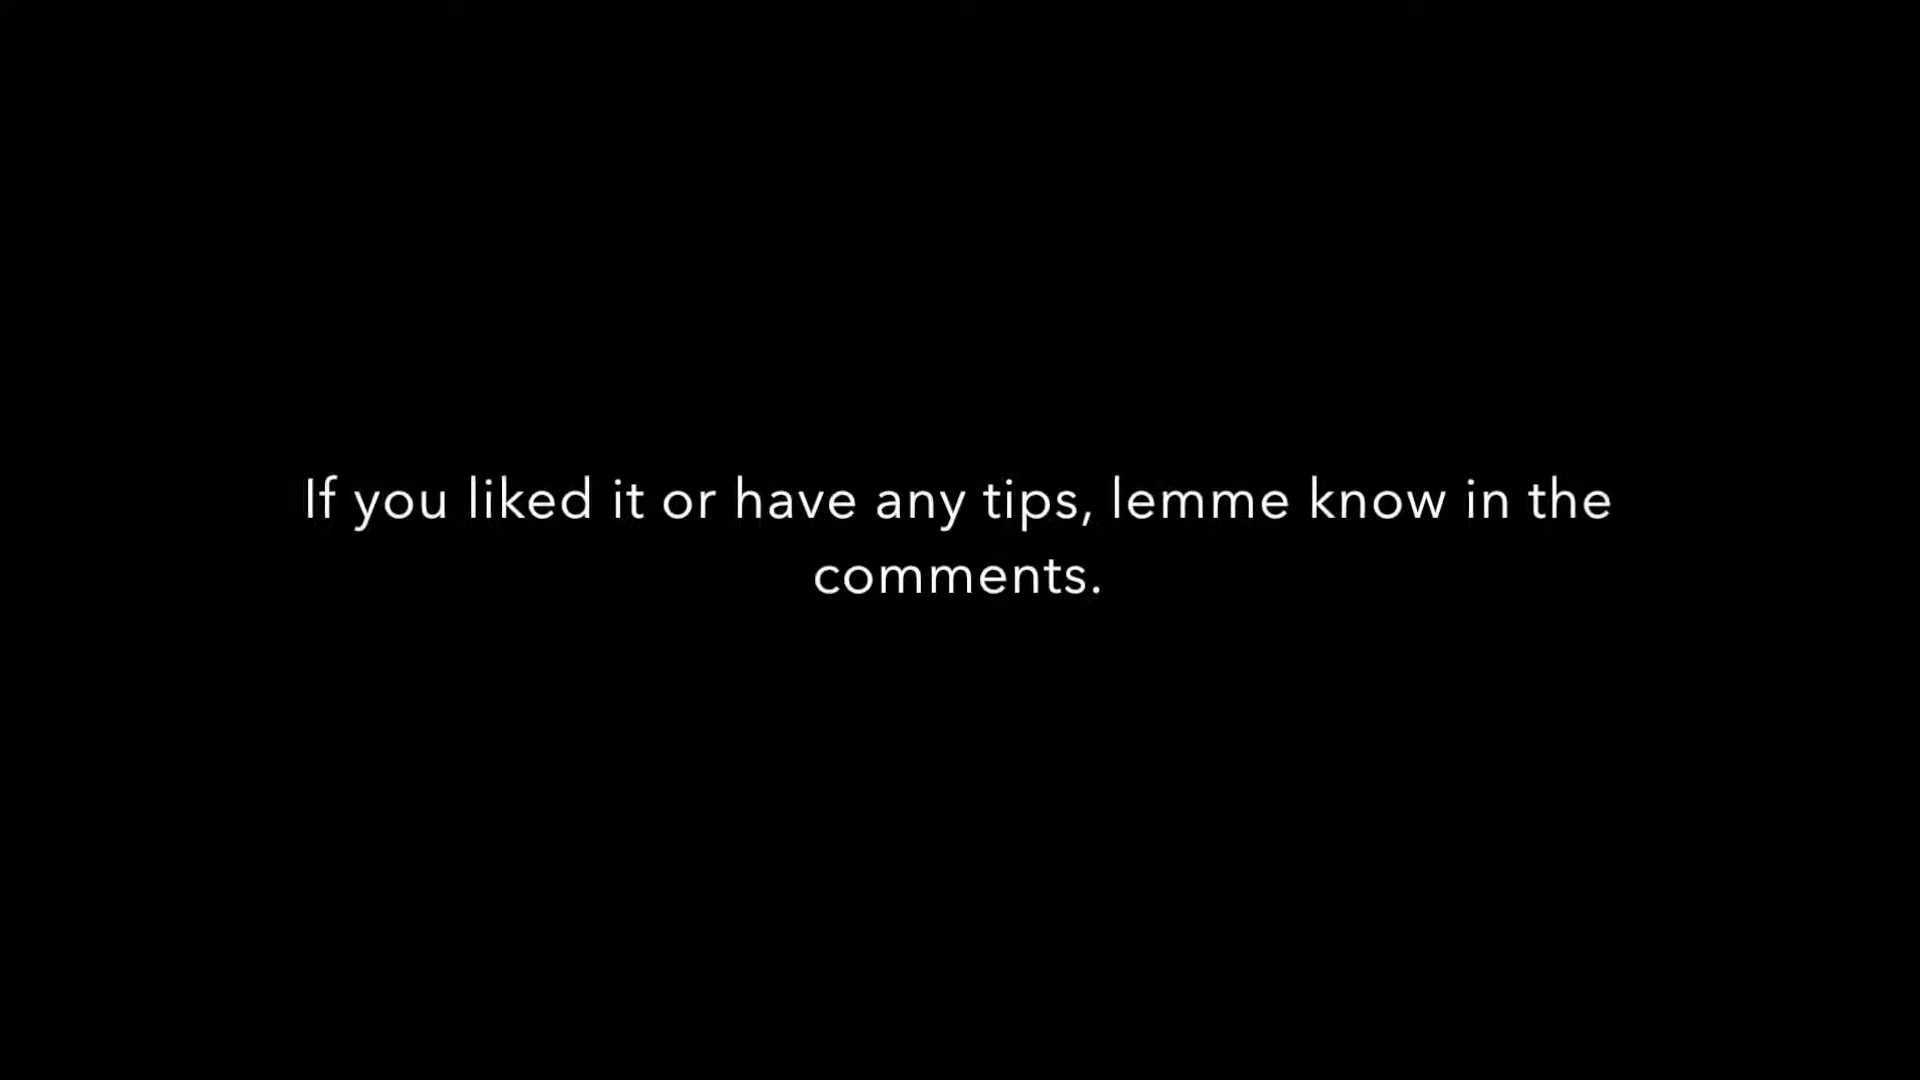 If you liked it or have any tips, lemme know in the
comments.